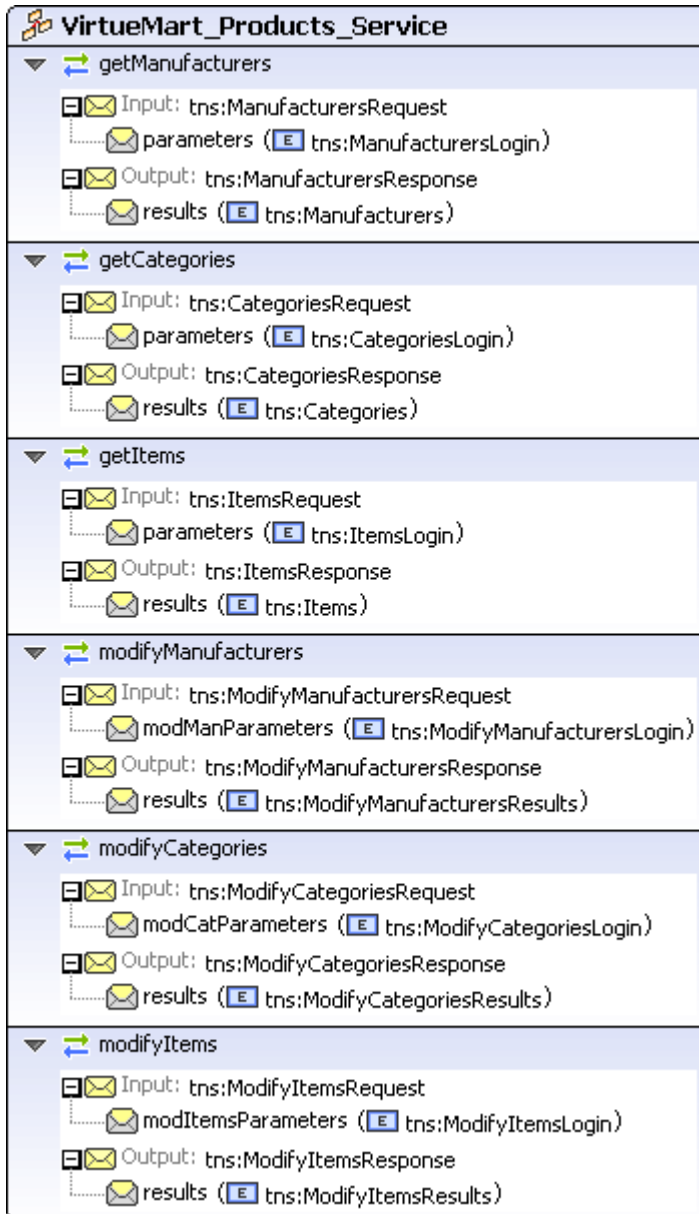 VirtueMart_Products_Service
getManufacturers
Input: tns:ManufacturersRequest
parameters (E tns:ManufacturersLogin)
Output: tns:ManufacturersResponse
results (E tns:Manufacturers)
getCategories
Input: tns:CategoriesRequest
parameters (E tns:CategoriesLogin)
Output: tns:CategoriesResponse
results (E tns:Categories)
getItems
Input: tns:ItemsRequest
parameters (E tns:ItemsLogin)
Output: tns:ItemsResponse
results (E tns:Items)
modifyManufacturers
Input: tns:ModifyManufacturersRequest
modManParameters (E tns:ModifyManufacturersLogin)
Output: tns:ModifyManufacturersResponse
results (E tns:ModifyManufacturersResults)
modifyCategories
Input: tns:ModifyCategoriesRequest
modCatParameters (E tns:ModifyCategoriesLogin)
Output: tns:ModifyCategoriesResponse
results (E tns:ModifyCategoriesResults)
modifyItems
Input: tns:ModifyItemsRequest
modItemsParameters (E tns:ModifyItemsLogin)
Output: tns:ModifyItemsResponse
results (E tns:ModifyItemsResults)